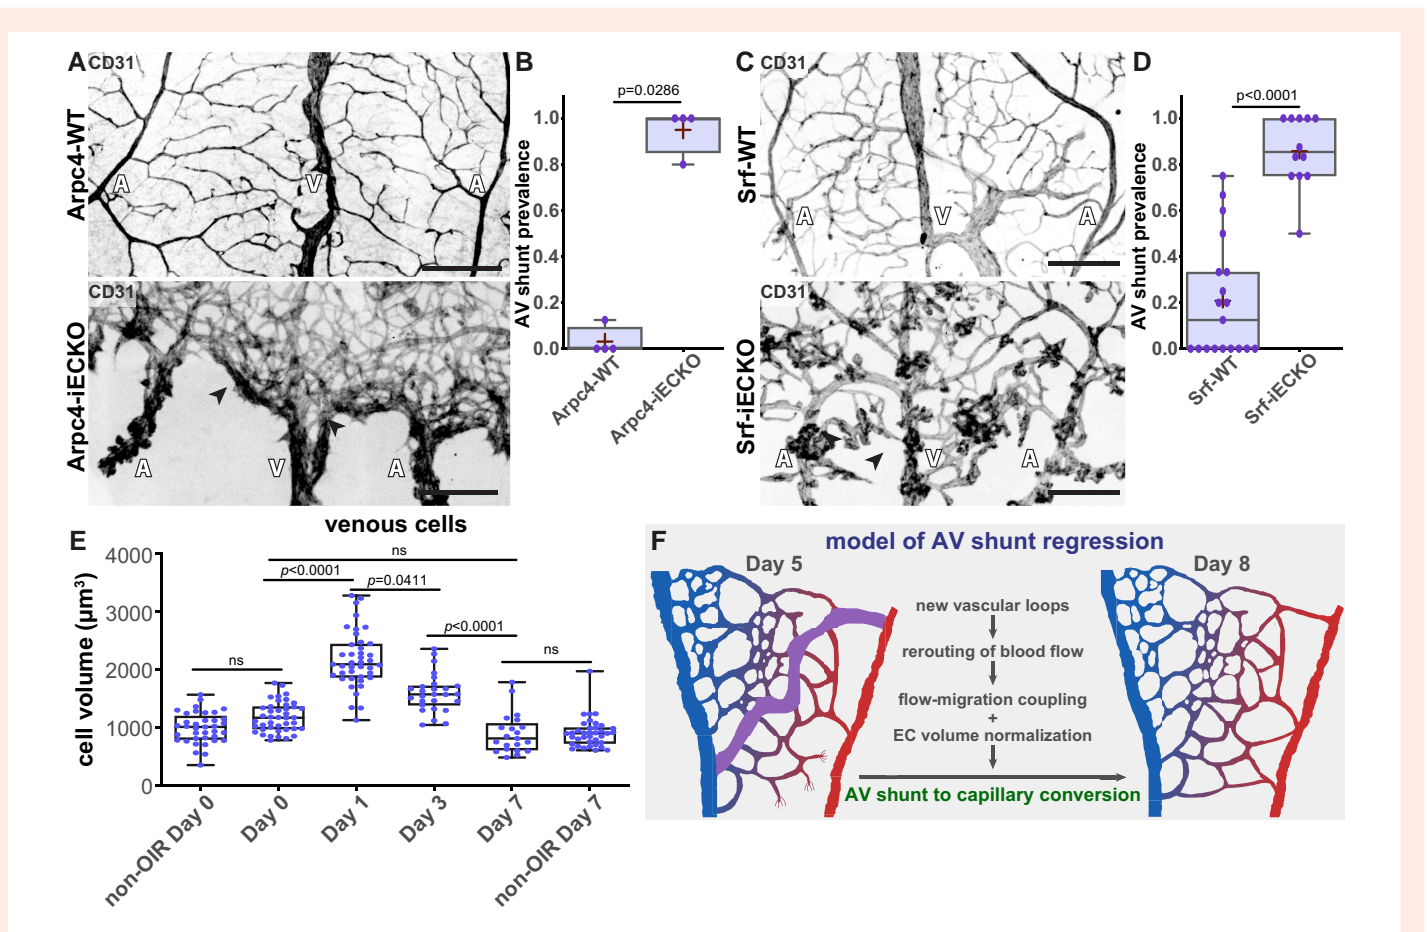 A
CD31
Arpc4-WT
A
V
A
CD31
Arpc4-iECKO
A
V
A
B
p=0.0286
AV shunt prevalence
1.0
0.8
0.6
0.4
0.2
0.0
Arpc4-WT
Arpc4-iECKO
C
CD31
Srf-WT
A
V
A
CD31
Srf-iECKO
A
V
A
D
p<0.0001
AV shunt prevalence
1.0
0.8
0.6
0.4
0.2
0.0
Srf-WT
Srf-iECKO
E
venous cells
cell volume (µm³)
4000
3000
2000
1000
0
ns
p<0.0001
p=0.0411
p<0.0001
ns
ns
non-OIR Day 0
Day 0
Day 1
Day 3
Day 7
non-OIR Day 7
F
model of AV shunt regression
Day 5
Day 8
new vascular loops
rerouting of blood flow
flow-migration coupling
+
EC volume normalization
AV shunt to capillary conversion